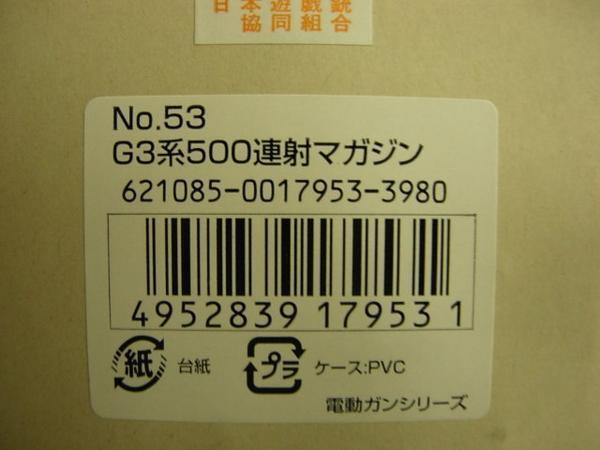 日本遊戯銃
協同組合
No.53
G3系500連射マガジン
621085-0017953-3980
4952839 179531
紙 台紙 プラ ケース:PVC
電動ガンシリーズ